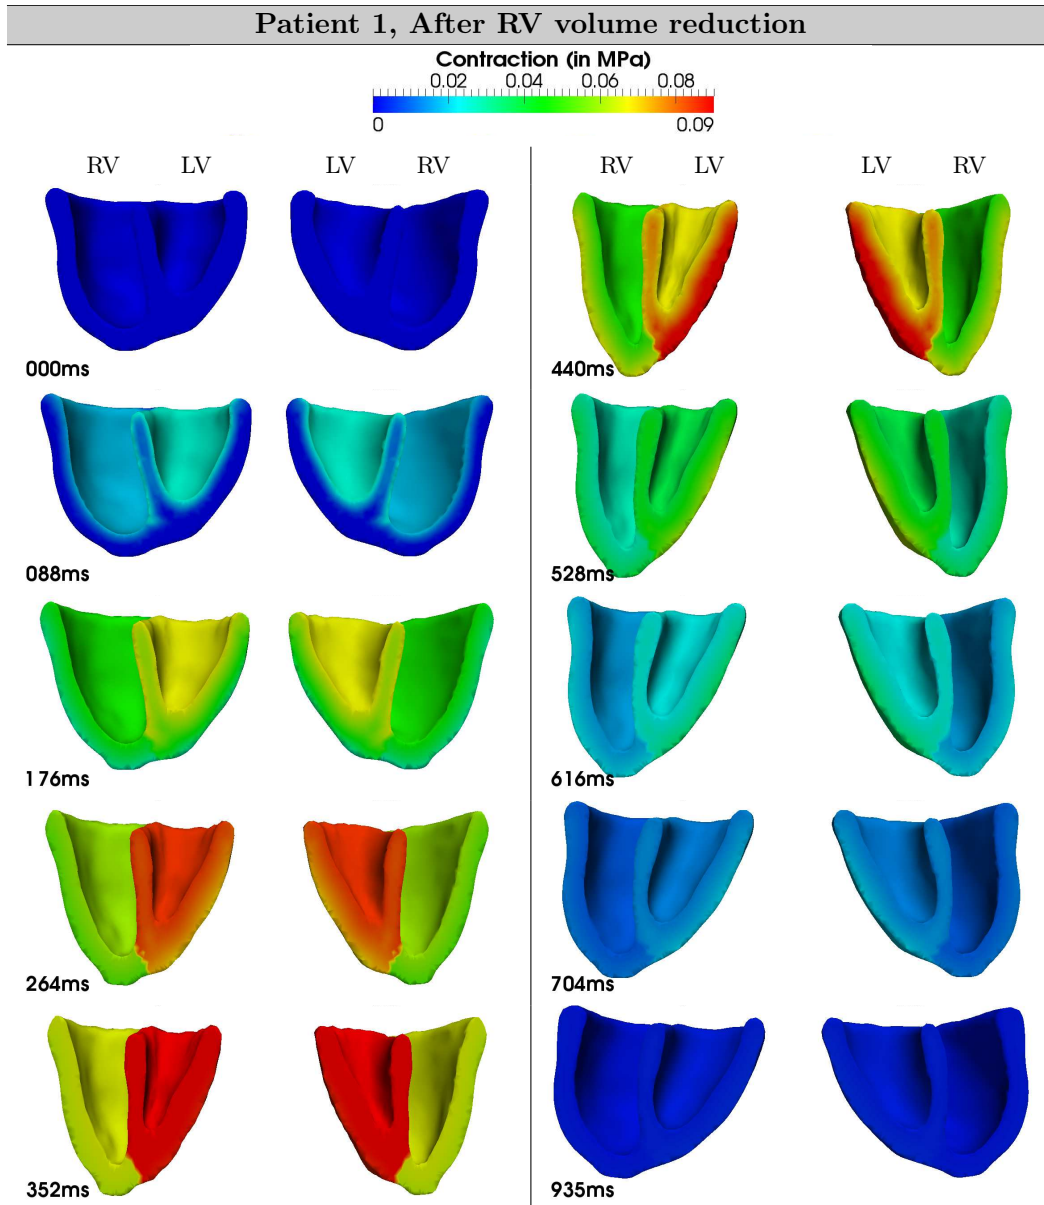 Patient 1, After RV volume reduction
Contraction (in MPa)
0.02 0.04 0.06 0.08
0 0.09
RV LV LV RV
RV LV LV RV
000ms
088ms
176ms
264ms
352ms
440ms
528ms
616ms
704ms
935ms